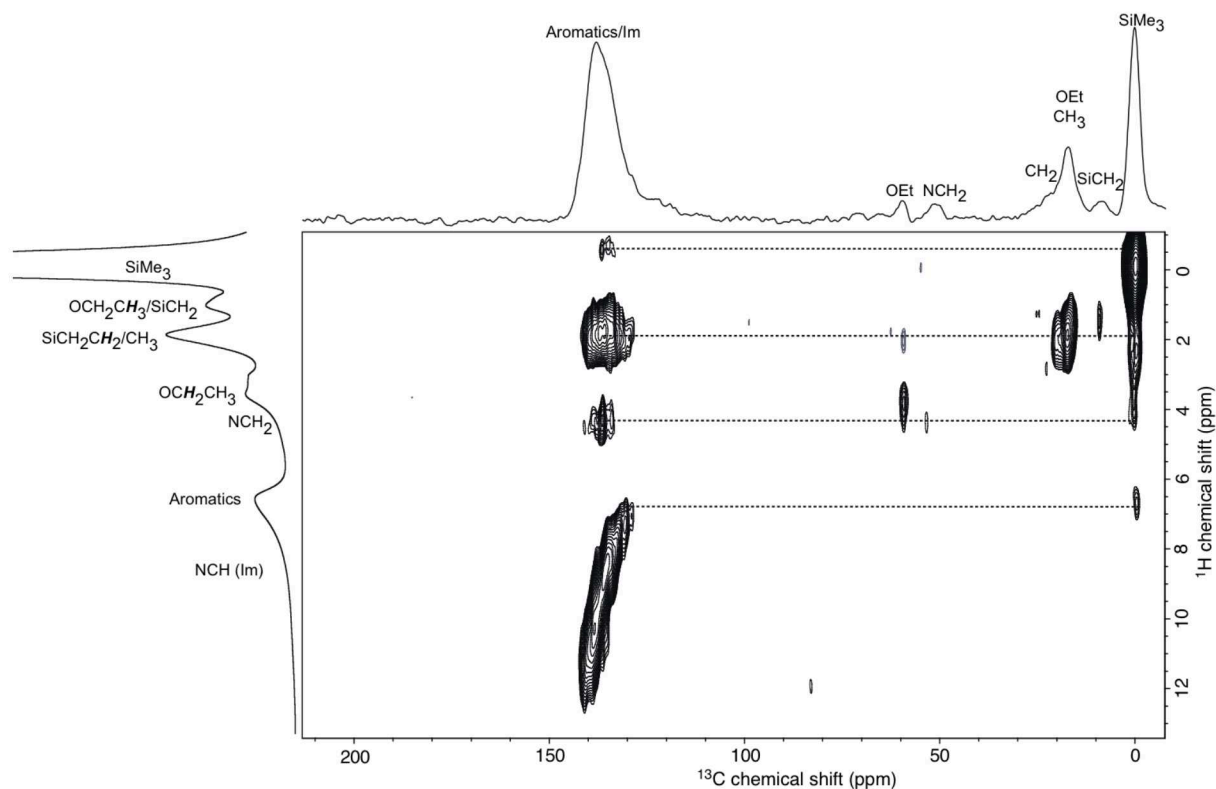 SiMe3
Aromatics/Im
OEt
CH3
CH2
SiCH2
OEt
NCH2
SiMe3
OCH2CH3/SiCH2
SiCH2CH2/CH3
OCH2CH3
NCH2
Aromatics
NCH (Im)
0
2
4
6
8
10
12
1H chemical shift (ppm)
200
150
100
50
0
13C chemical shift (ppm)